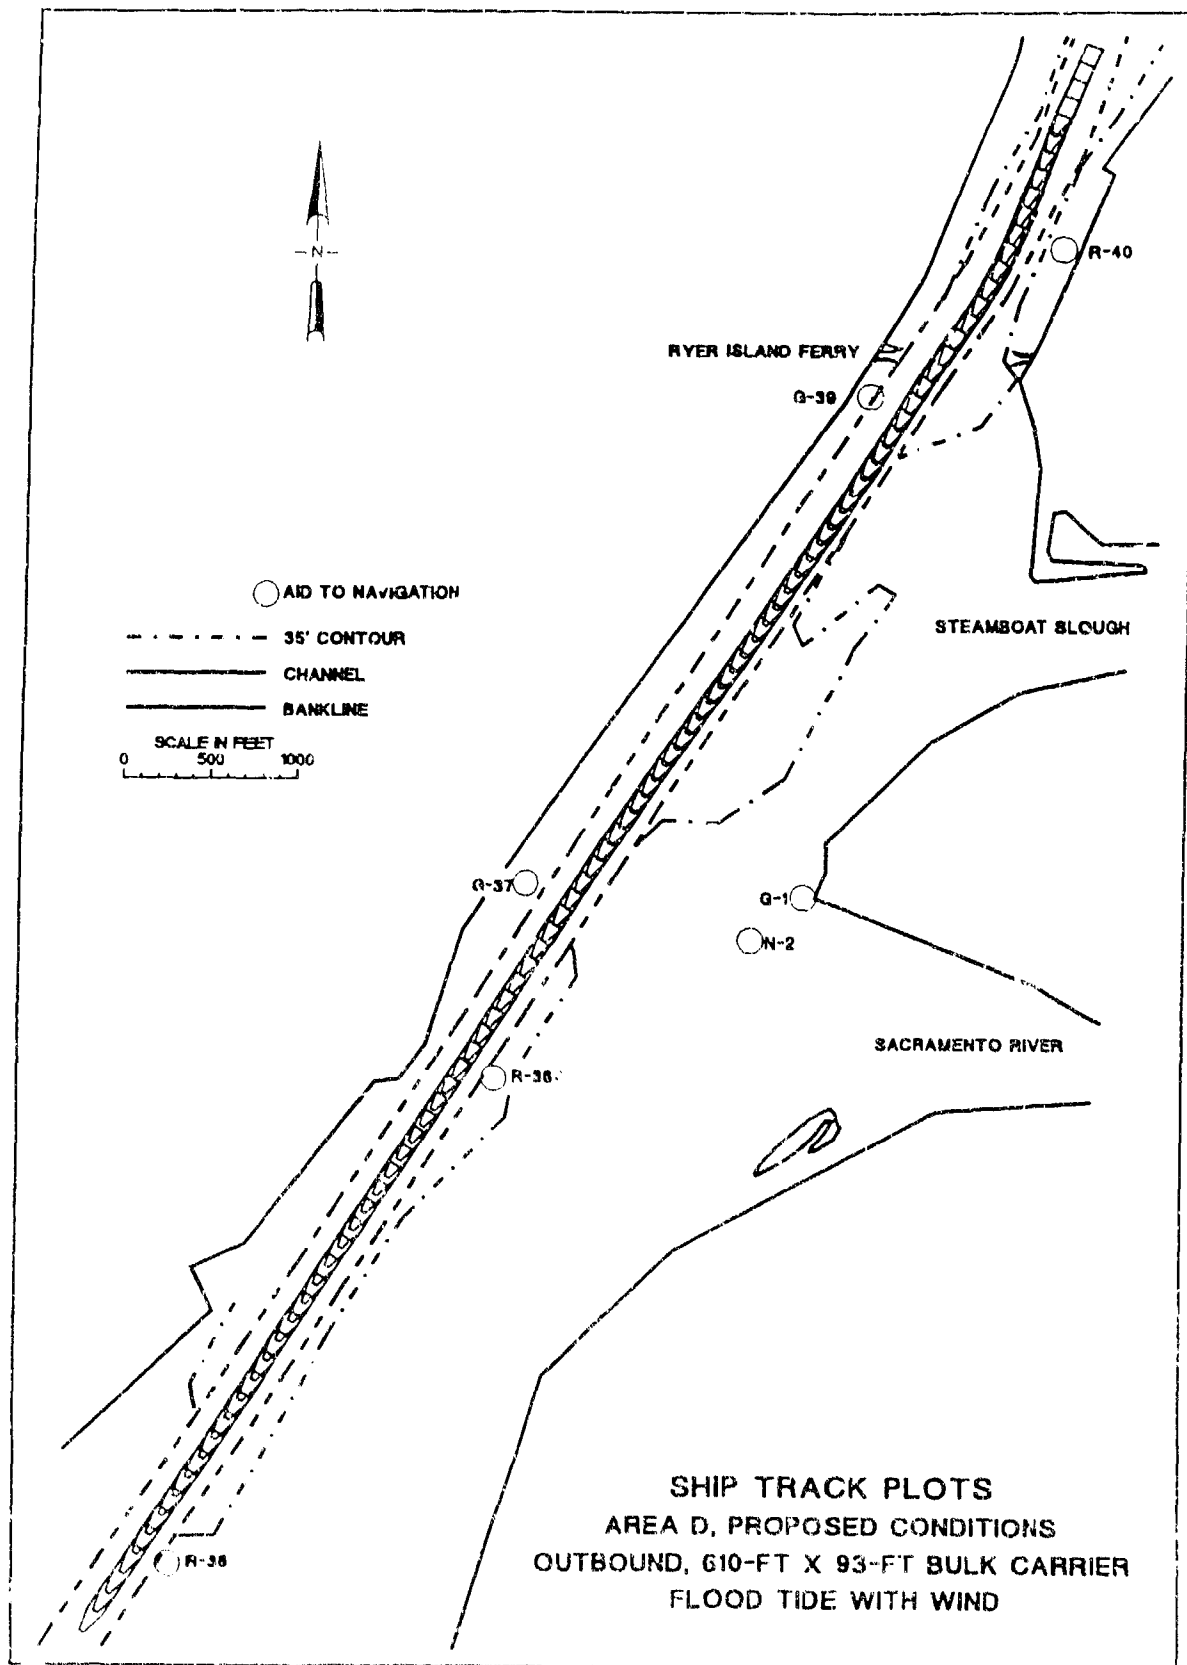 N
R-40
RYER ISLAND FERRY
G-39
AID TO NAVIGATION
35' CONTOUR
CHANNEL
BANKLINE
SCALE IN FEET
0 500 1000
STEAMBOAT SLOUGH
G-37
G-1
N-2
SACRAMENTO RIVER
R-38
R-36
SHIP TRACK PLOTS
AREA D, PROPOSED CONDITIONS
OUTBOUND, 610-FT X 93-FT BULK CARRIER
FLOOD TIDE WITH WIND